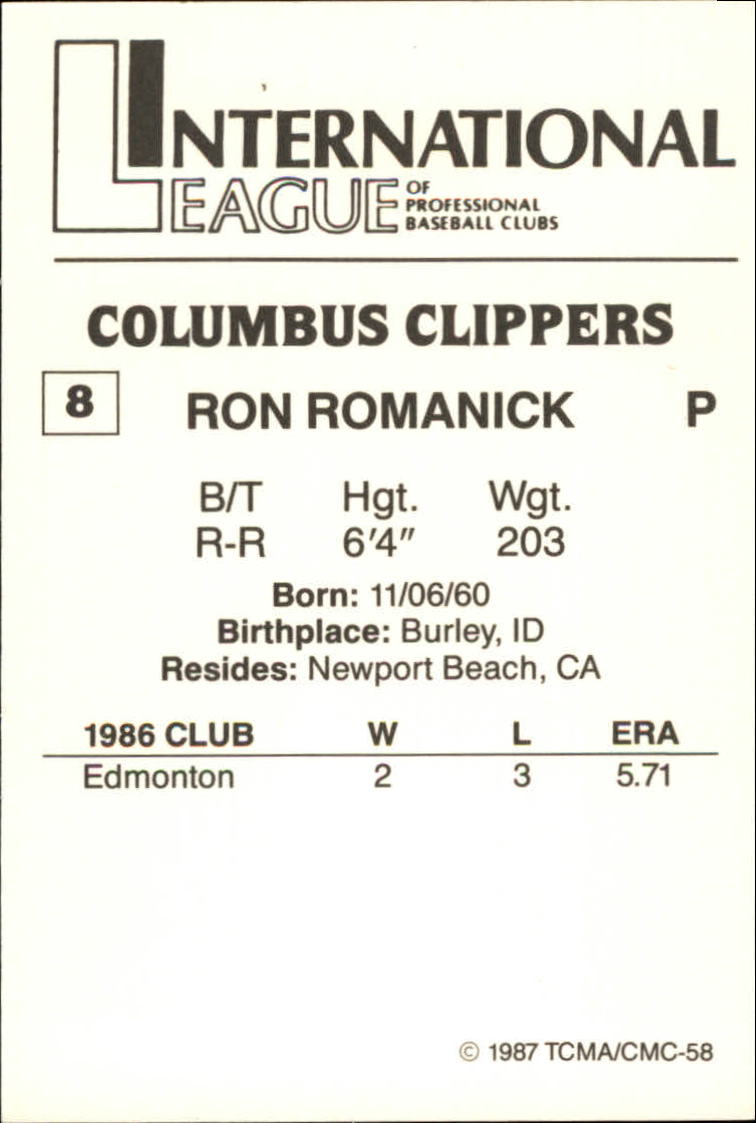 INTERNATIONAL
LEAGUE OF PROFESSIONAL BASEBALL CLUBS
COLUMBUS CLIPPERS
8 RON ROMANICK P
B/T Hgt. Wgt.
R-R 6'4" 203
Born: 11/06/60
Birthplace: Burley, ID
Resides: Newport Beach, CA
1986 CLUB W L ERA
Edmonton 2 3 5.71
© 1987 TCMA/CMC-58